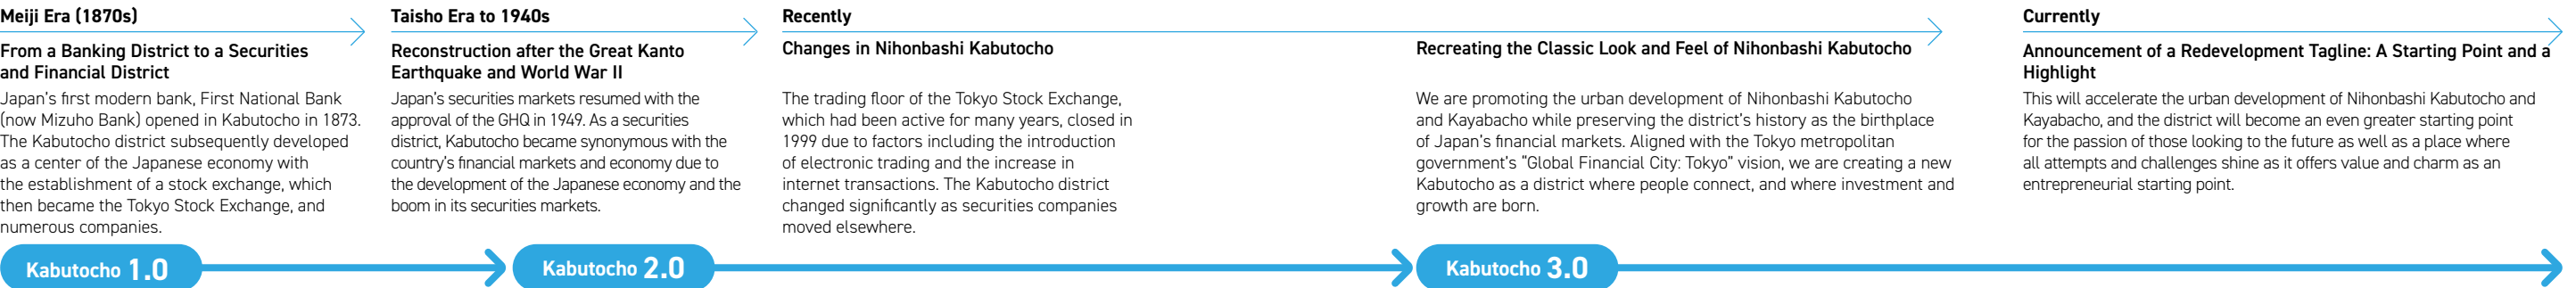 Meiji Era (1870s)
From a Banking District to a Securities
and Financial District
Japan's first modern bank, First National Bank
(now Mizuho Bank) opened in Kabutocho in 1873.
The Kabutocho district subsequently developed
as a center of the Japanese economy with
the establishment of a stock exchange, which
then became the Tokyo Stock Exchange, and
numerous companies.
Taisho Era to 1940s
Reconstruction after the Great Kanto
Earthquake and World War II
Japan's securities markets resumed with the
approval of the GHQ in 1949. As a securities
district, Kabutocho became synonymous with the
country's financial markets and economy due to
the development of the Japanese economy and the
boom in its securities markets.
Recently
Changes in Nihonbashi Kabutocho
The trading floor of the Tokyo Stock Exchange,
which had been active for many years, closed in
1999 due to factors including the introduction
of electronic trading and the increase in
internet transactions. The Kabutocho district
changed significantly as securities companies
moved elsewhere.
Recreating the Classic Look and Feel of Nihonbashi Kabutocho
We are promoting the urban development of Nihonbashi Kabutocho
and Kayabacho while preserving the district's history as the birthplace
of Japan's financial markets. Aligned with the Tokyo metropolitan
government's "Global Financial City: Tokyo" vision, we are creating a new
Kabutocho as a district where people connect, and where investment and
growth are born.
Currently
Announcement of a Redevelopment Tagline: A Starting Point and a
Highlight
This will accelerate the urban development of Nihonbashi Kabutocho and
Kayabacho, and the district will become an even greater starting point
for the passion of those looking to the future as well as a place where
all attempts and challenges shine as it offers value and charm as an
entrepreneurial starting point.
Kabutocho 1.0
Kabutocho 2.0
Kabutocho 3.0